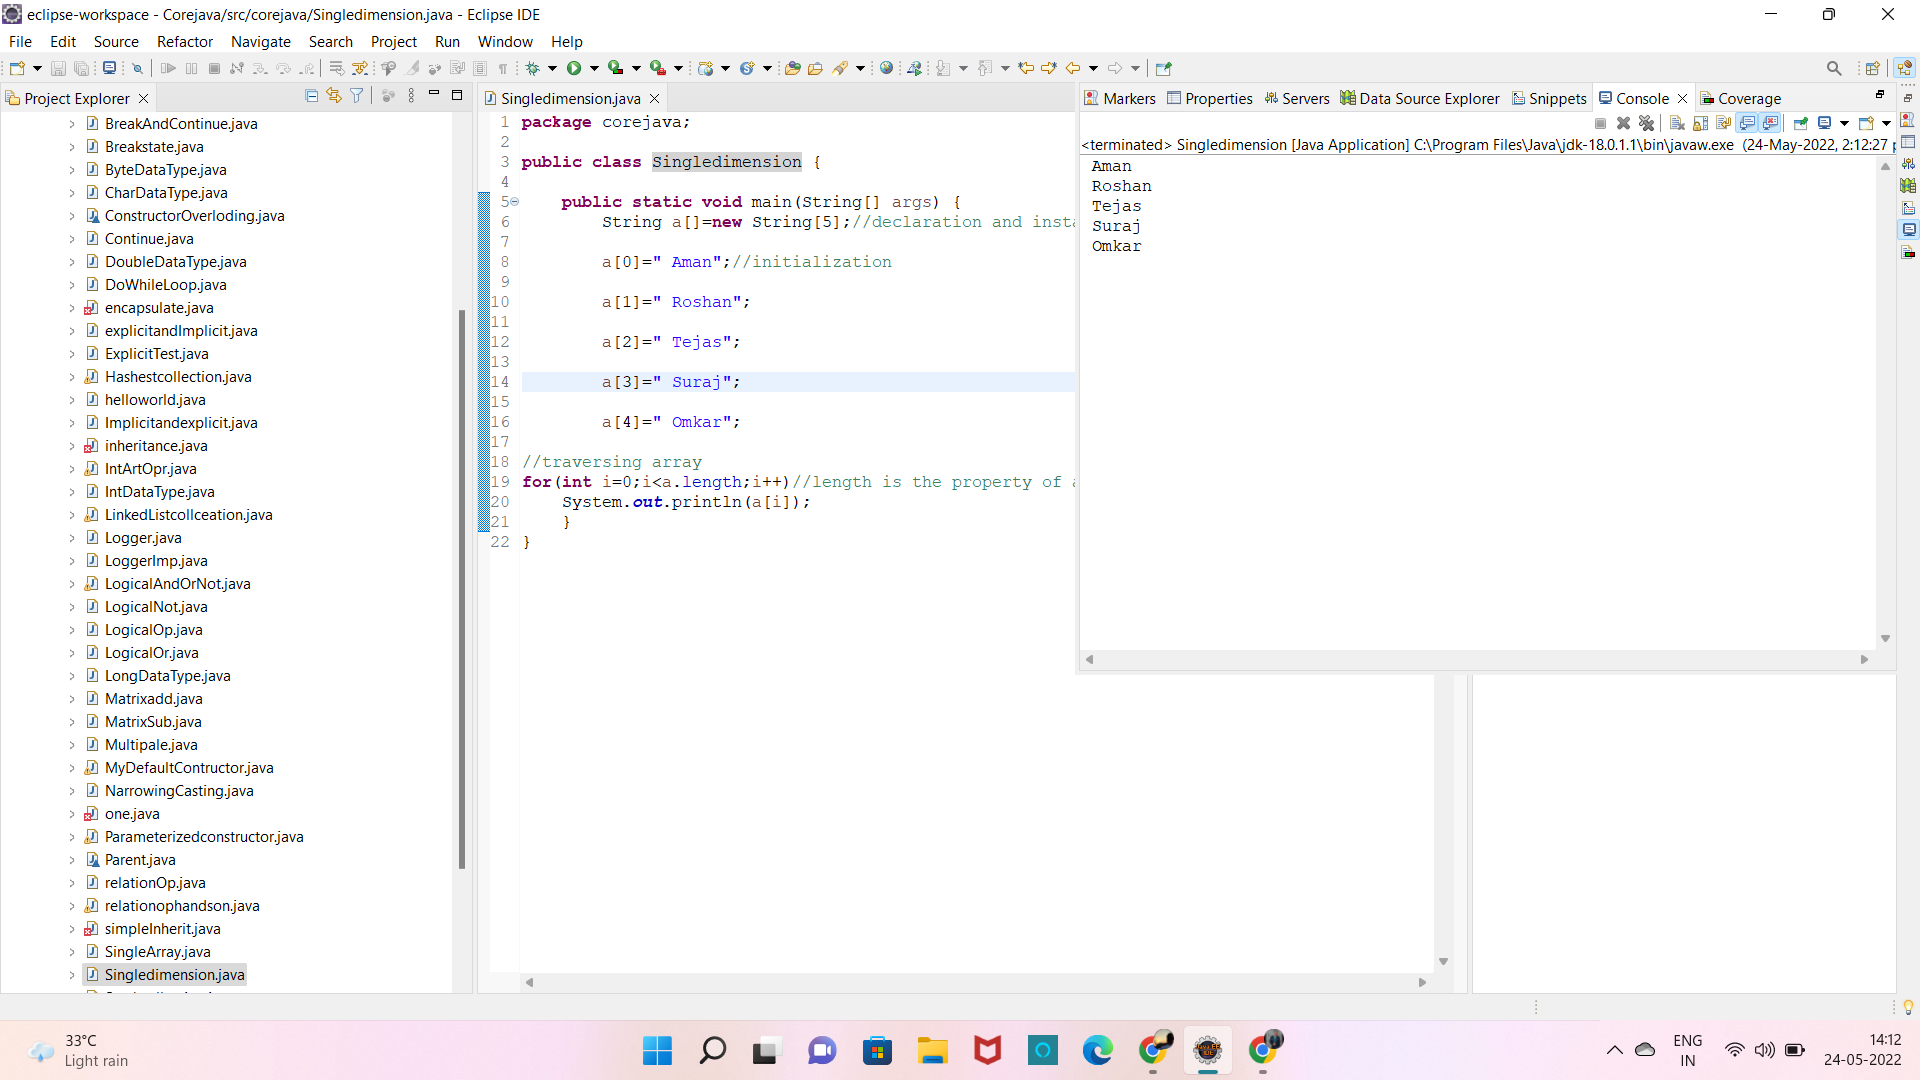 eclipse-workspace - Corejava/src/corejava/Singledimension.java - Eclipse IDE
File Edit Source Refactor Navigate Search Project Run Window Help
Project Explorer
BreakAndContinue.java
Breakstate.java
ByteDataType.java
CharDataType.java
ConstructorOverloding.java
Continue.java
DoubleDataType.java
DoWhileLoop.java
encapsulate.java
explicitandImplicit.java
ExplicitTest.java
Hashestcollection.java
helloworld.java
Implicitandexplicit.java
inheritance.java
IntArtOpr.java
IntDataType.java
LinkedListcollceation.java
Logger.java
LoggerImp.java
LogicalAndOrNot.java
LogicalNot.java
LogicalOp.java
LogicalOr.java
LongDataType.java
Matrixadd.java
MatrixSub.java
Multipale.java
MyDefaultContructor.java
NarrowingCasting.java
one.java
Parameterizedconstructor.java
Parent.java
relationOp.java
relationophandson.java
simpleInherit.java
SingleArray.java
Singledimension.java
Singledimension.java
1 package corejava;
2
3 public class Singledimension {
4
5 public static void main(String[] args) {
6 String a[]=new String[5];//declaration and insta
7
8 a[0]=" Aman";//initialization
9
10 a[1]=" Roshan";
11
12 a[2]=" Tejas";
13
14 a[3]=" Suraj";
15
16 a[4]=" Omkar";
17
18 //traversing array
19 for(int i=0;i<a.length;i++)//length is the property of
20 System.out.println(a[i]);
21 }
22 }
Markers Properties Servers Data Source Explorer Snippets Console Coverage
<terminated> Singledimension [Java Application] C:\Program Files\Java\jdk-18.0.1.1\bin\javaw.exe (24-May-2022, 2:12:27
Aman
Roshan
Tejas
Suraj
Omkar
33°C
Light rain
ENG
IN
14:12
24-05-2022